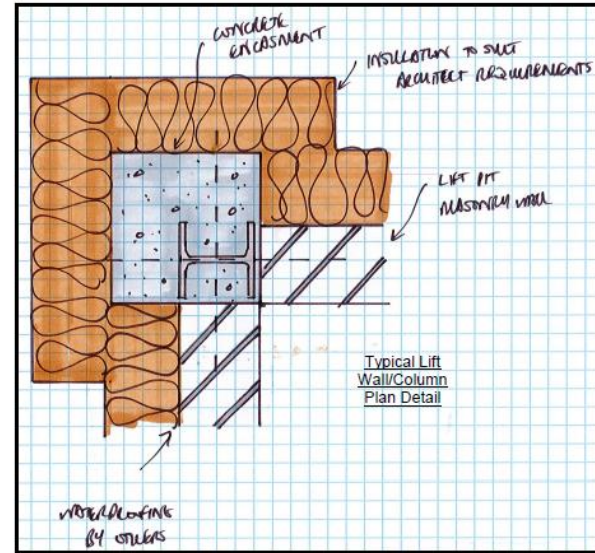 CONCRETE
ENCASMENT
INSULATION TO SUIT
ARCHITECT REQUIREMENTS
LIFT PIT
MASONRY WALL
Typical Lift
Wall/Column
Plan Detail
WATERPROOFING
BY OTHERS